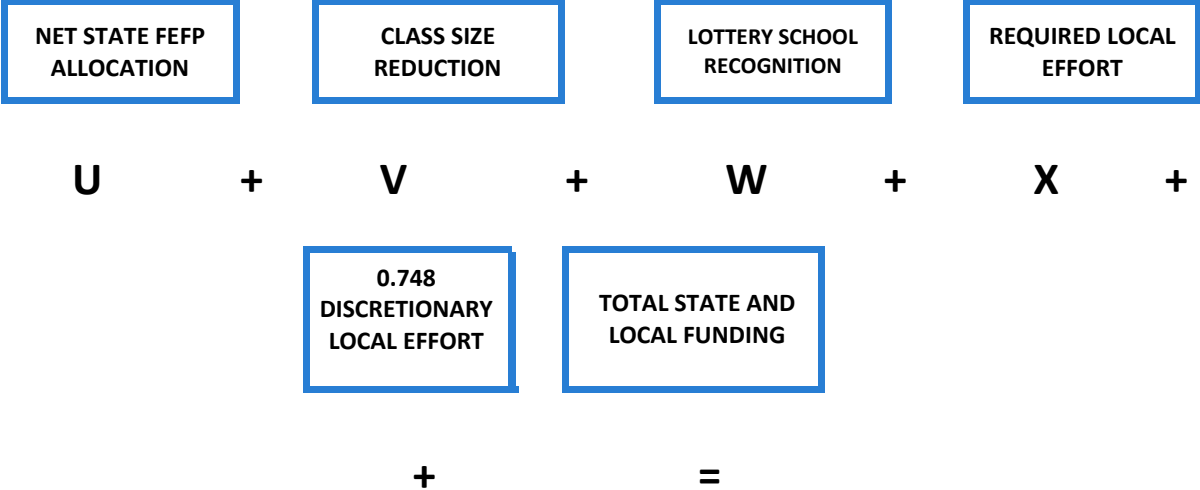 NET STATE FEFP
ALLOCATION
CLASS SIZE
REDUCTION
LOTTERY SCHOOL
RECOGNITION
REQUIRED LOCAL
EFFORT
U + V + W + X +
0.748
DISCRETIONARY
LOCAL EFFORT
TOTAL STATE AND
LOCAL FUNDING
+ =